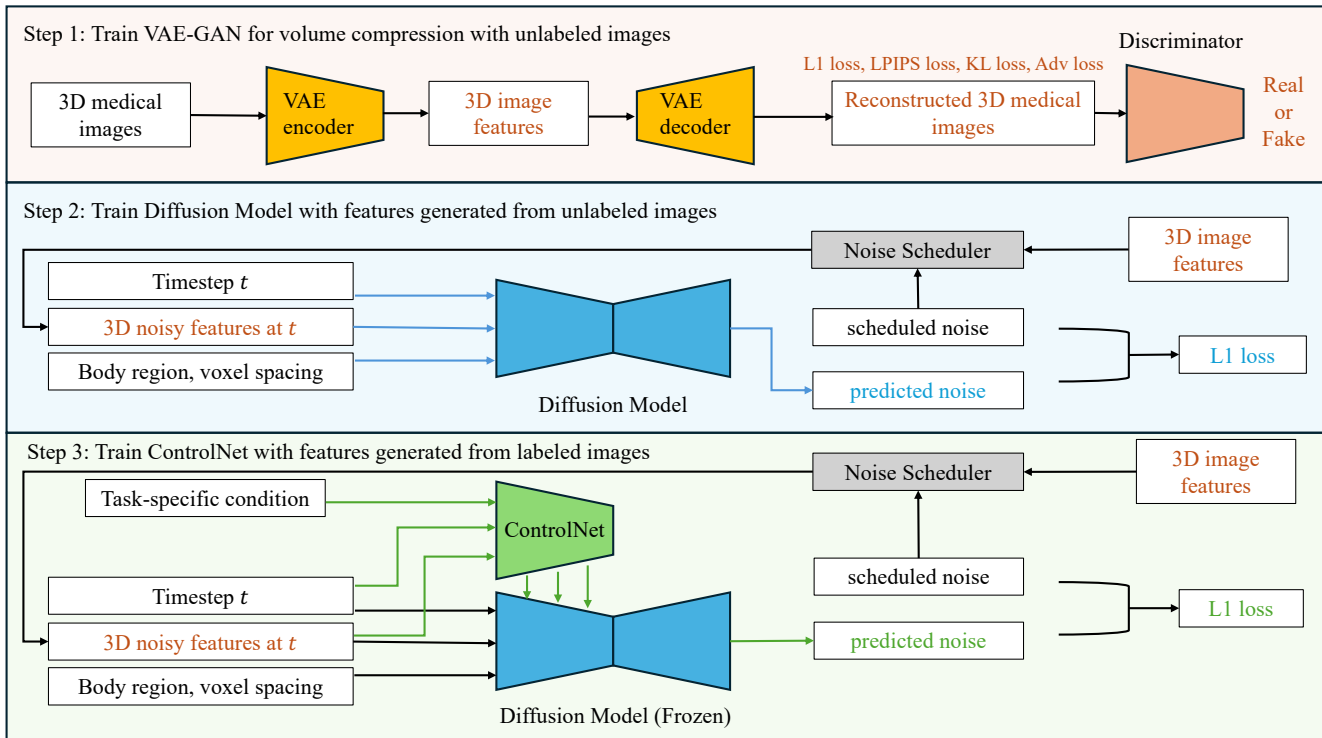 Step 1: Train VAE-GAN for volume compression with unlabeled images
Discriminator
L1 loss, LPIPS loss, KL loss, Adv loss
3D medical
images
VAE
encoder
3D image
features
VAE
decoder
Reconstructed 3D medical
images
Real
or
Fake
Step 2: Train Diffusion Model with features generated from unlabeled images
Noise Scheduler
3D image
features
Timestep t
3D noisy features at t
Body region, voxel spacing
scheduled noise
predicted noise
L1 loss
Diffusion Model
Step 3: Train ControlNet with features generated from labeled images
Noise Scheduler
3D image
features
Task-specific condition
ControlNet
Timestep t
3D noisy features at t
Body region, voxel spacing
scheduled noise
predicted noise
L1 loss
Diffusion Model (Frozen)